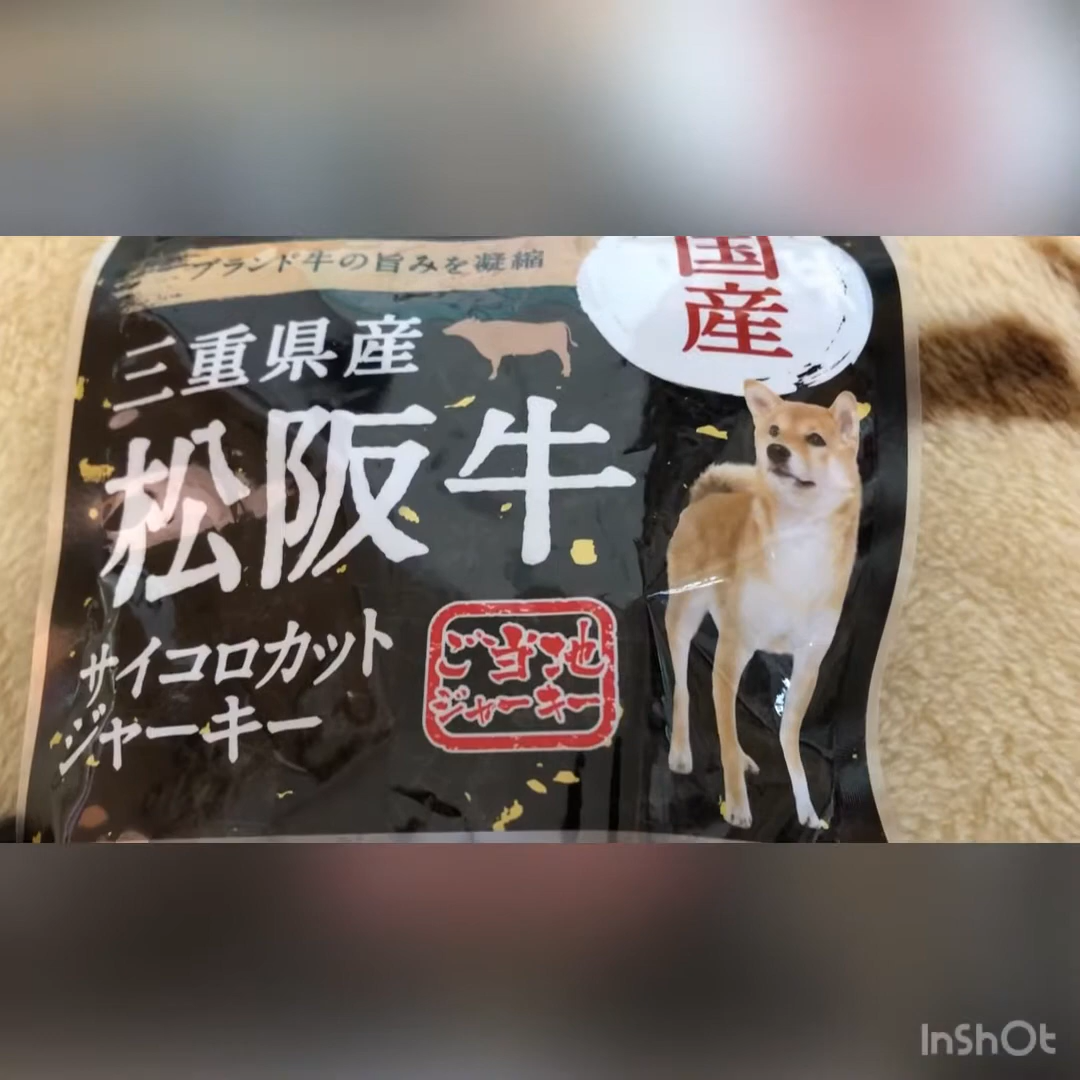 ブランド牛の旨みを凝縮
国産
三重県産
松阪牛
サイコロカット
ジャーキー
ご当地
ジャーキー
InShOt